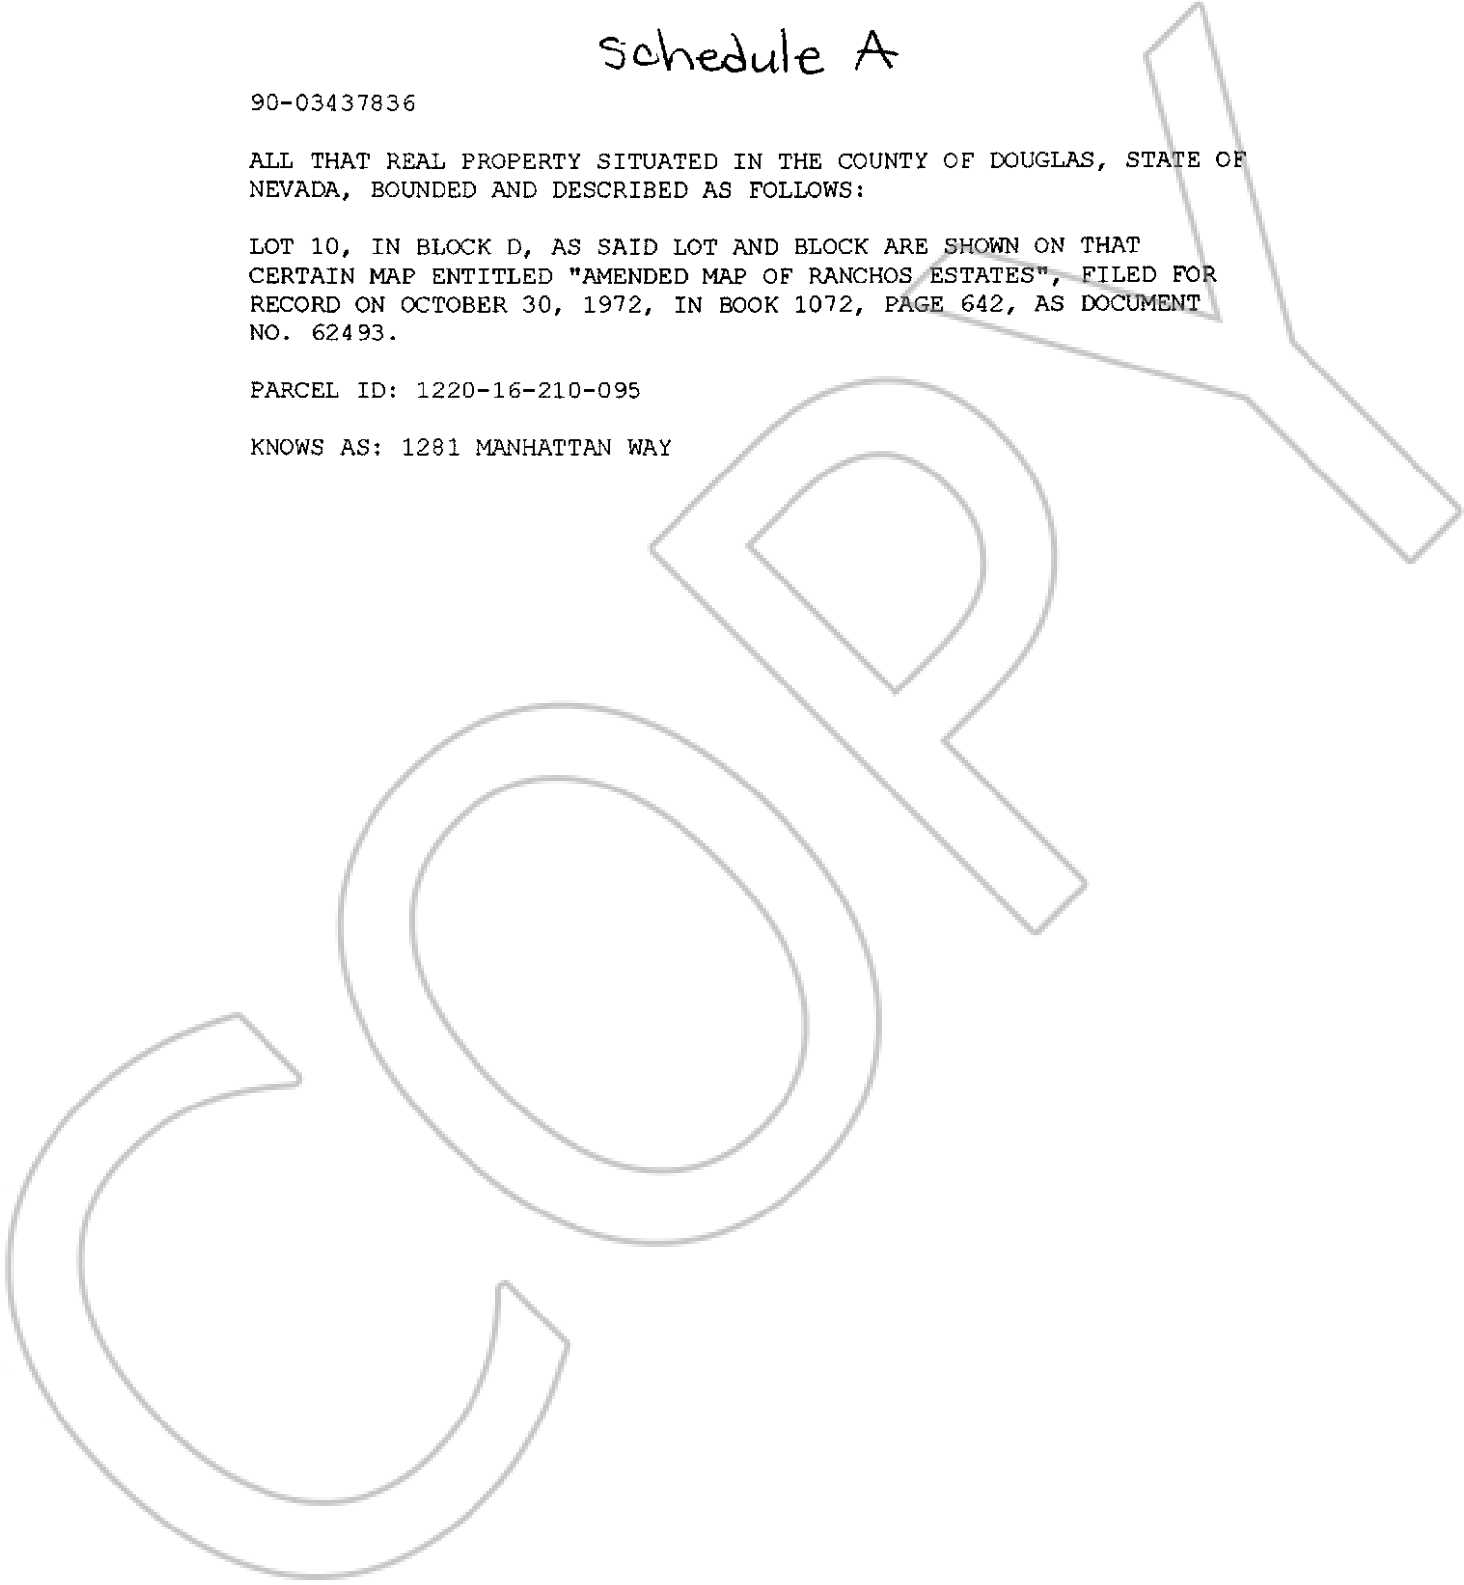 Schedule A
90-03437836
ALL THAT REAL PROPERTY SITUATED IN THE COUNTY OF DOUGLAS, STATE OF
NEVADA, BOUNDED AND DESCRIBED AS FOLLOWS:
LOT 10, IN BLOCK D, AS SAID LOT AND BLOCK ARE SHOWN ON THAT
CERTAIN MAP ENTITLED "AMENDED MAP OF RANCHOS ESTATES", FILED FOR
RECORD ON OCTOBER 30, 1972, IN BOOK 1072, PAGE 642, AS DOCUMENT
NO. 62493.
PARCEL ID: 1220-16-210-095
KNOWS AS: 1281 MANHATTAN WAY
COPY